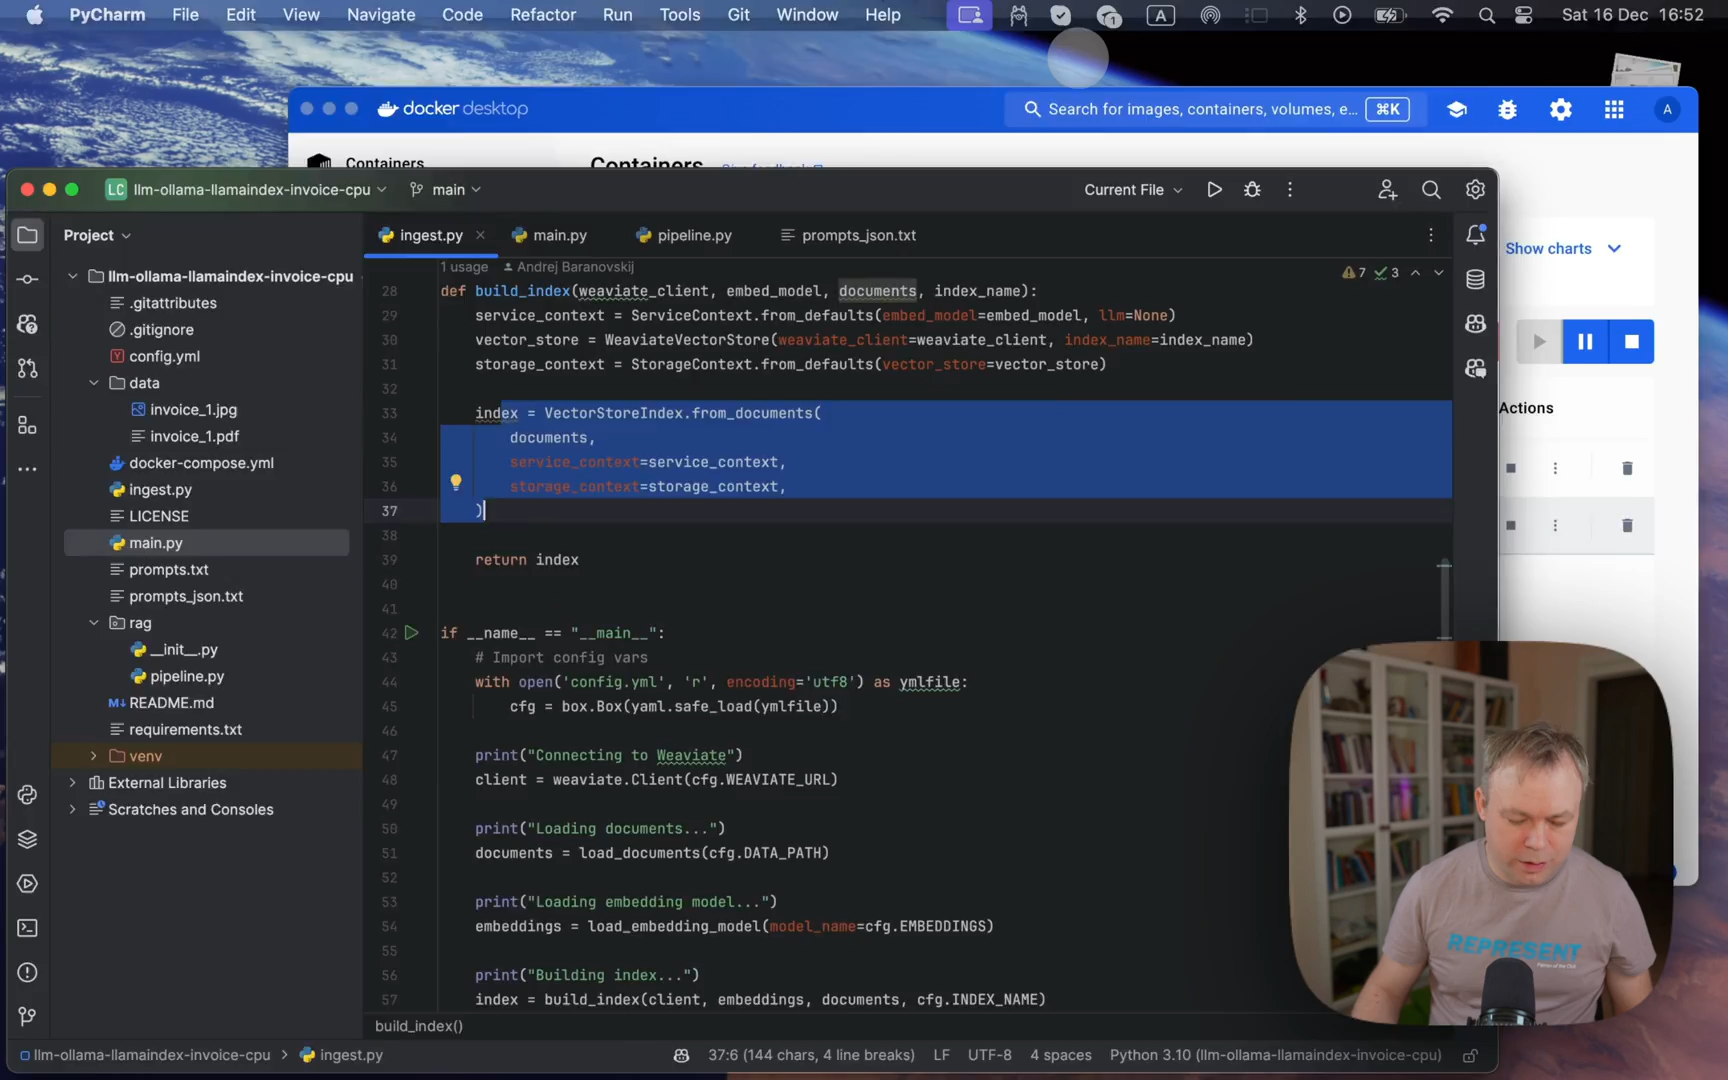 PyCharm File Edit View Navigate Code Refactor Run Tools Git Window Help
1 A Sat 16 Dec 16:52
docker desktop
Search for images, containers, volumes, e... ⌘K
A
Containers
Containers
LC llm-ollama-llamaindex-invoice-cpu main
Current File
Project
ingest.py main.py pipeline.py prompts_json.txt
Show charts
Actions
llm-ollama-llamaindex-invoice-cpu
.gitattributes
.gitignore
Y config.yml
data
invoice_1.jpg
invoice_1.pdf
docker-compose.yml
ingest.py
LICENSE
main.py
prompts.txt
prompts_json.txt
rag
__init__.py
pipeline.py
M↓ README.md
requirements.txt
venv
External Libraries
Scratches and Consoles
1 usage Andrej Baranovskij
7 3
28 def build_index(weaviate_client, embed_model, documents, index_name):
29 service_context = ServiceContext.from_defaults(embed_model=embed_model, llm=None)
30 vector_store = WeaviateVectorStore(weaviate_client=weaviate_client, index_name=index_name)
31 storage_context = StorageContext.from_defaults(vector_store=vector_store)
32
33 index = VectorStoreIndex.from_documents(
34 documents,
35 service_context=service_context,
36 storage_context=storage_context,
37 )
38
39 return index
40
41
42 if __name__ == "__main__":
43 # Import config vars
44 with open('config.yml', 'r', encoding='utf8') as ymlfile:
45 cfg = box.Box(yaml.safe_load(ymlfile))
46
47 print("Connecting to Weaviate")
48 client = weaviate.Client(cfg.WEAVIATE_URL)
49
50 print("Loading documents...")
51 documents = load_documents(cfg.DATA_PATH)
52
53 print("Loading embedding model...")
54 embeddings = load_embedding_model(model_name=cfg.EMBEDDINGS)
55
56 print("Building index...")
57 index = build_index(client, embeddings, documents, cfg.INDEX_NAME)
build_index()
llm-ollama-llamaindex-invoice-cpu ingest.py
37:6 (144 chars, 4 line breaks) LF UTF-8 4 spaces Python 3.10 (llm-ollama-llamaindex-invoice-cpu)
REPRESENT